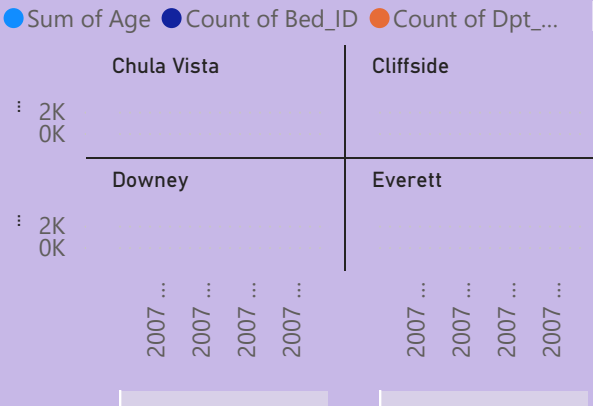 Sum of Age Count of Bed_ID Count of Dpt_...
Chula Vista Cliffside
... 2K
0K
Downey Everett
... 2K
0K
2007 ... 2007 ... 2007 ... 2007 ... 2007 ... 2007 ... 2007 ... 2007 ...